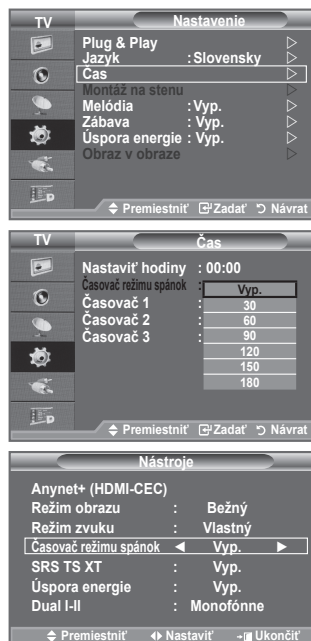 TV Nastavenie
Plug & Play
Jazyk : Slovensky
Čas
Montáž na stenu
Melódia : Vyp.
Zábava : Vyp.
Úspora energie : Vyp.
Obraz v obraze
Premiestniť Zadať Návrat
TV Čas
Nastaviť hodiny : 00:00
Časovač režimu spánok : Vyp.
Časovač 1 : 30
Časovač 2 : 60
Časovač 3 : 90
120
150
180
Premiestniť Zadať Návrat
Nástroje
Anynet+ (HDMI-CEC)
Režim obrazu : Bežný
Režim zvuku : Vlastný
Časovač režimu spánok ◄ Vyp. ►
SRS TS XT : Vyp.
Úspora energie : Vyp.
Dual I-II : Monofónne
Premiestniť Nastaviť Ukončiť